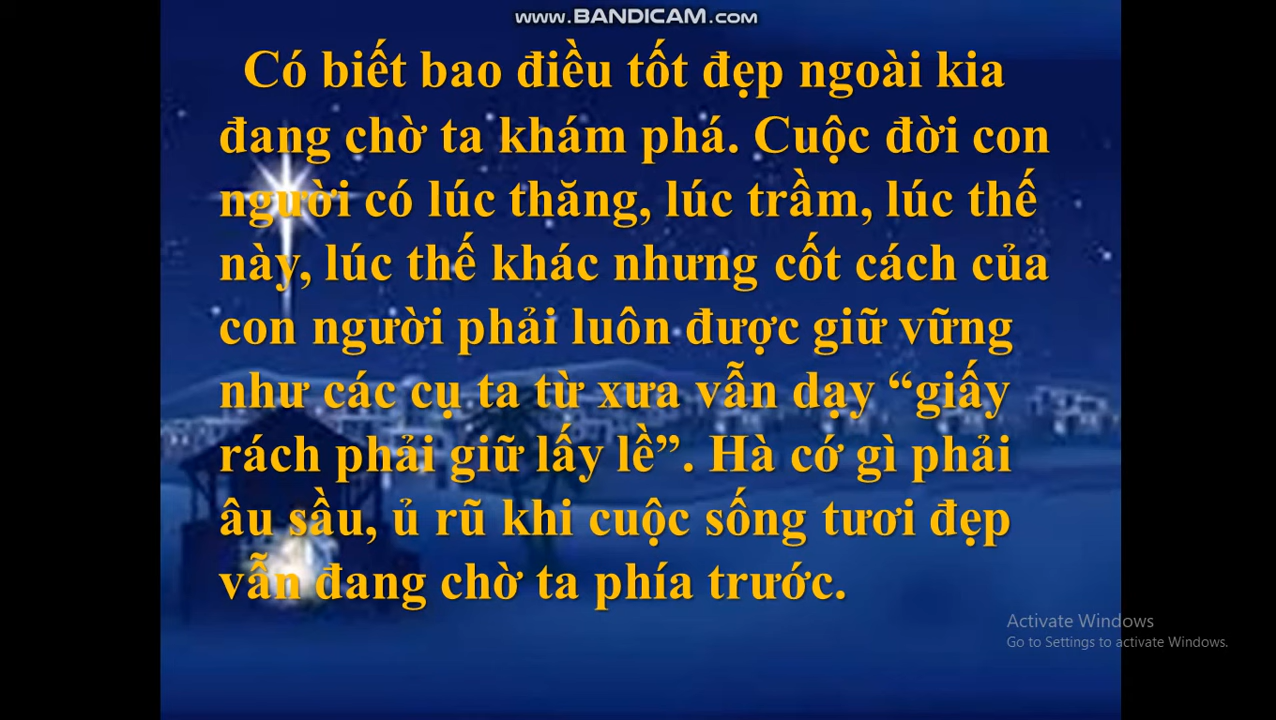 www.BANDICAM.com
Có biết bao điều tốt đẹp ngoài kia
đang chờ ta khám phá. Cuộc đời con
người có lúc thăng, lúc trầm, lúc thế
này, lúc thế khác nhưng cốt cách của
con người phải luôn được giữ vững
như các cụ ta từ xưa vẫn dạy “giấy
rách phải giữ lấy lề”. Hà cớ gì phải
âu sầu, ủ rũ khi cuộc sống tươi đẹp
vẫn đang chờ ta phía trước.
Activate Windows
Go to Settings to activate Windows.